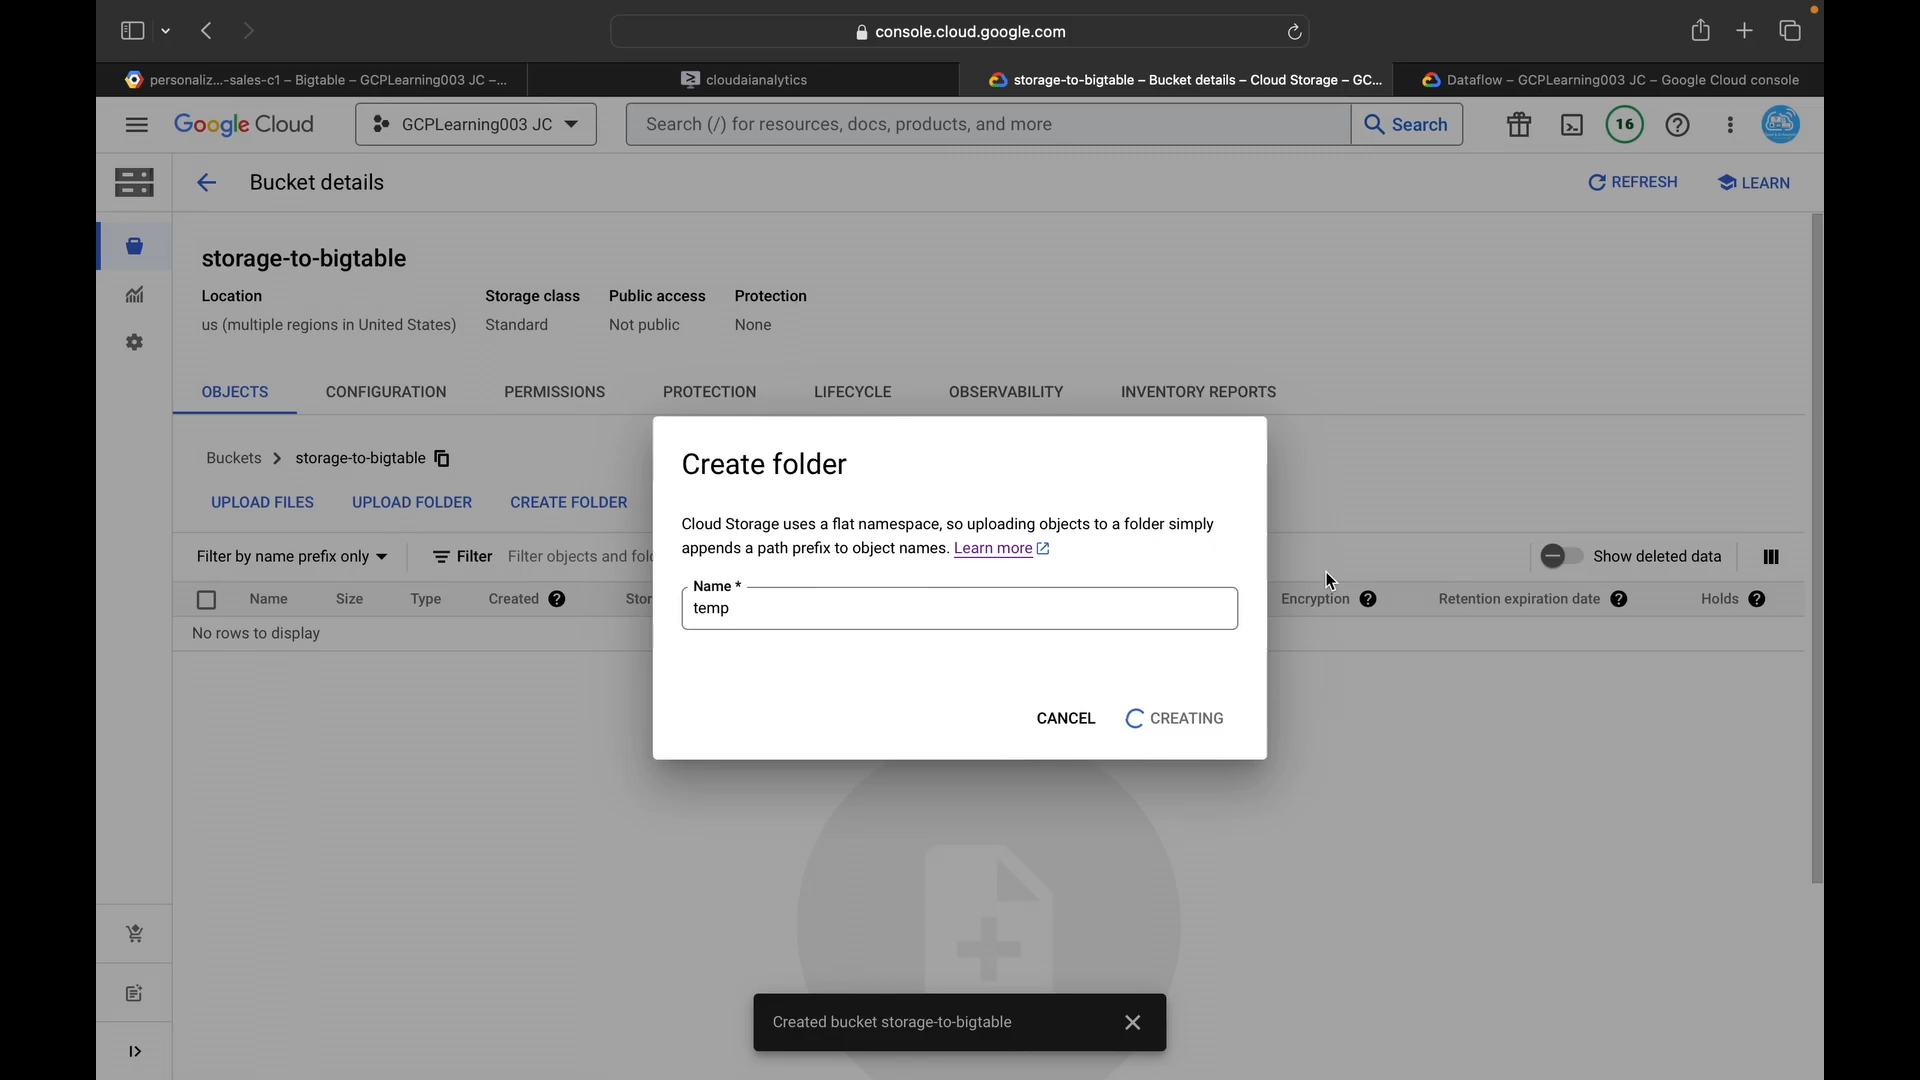 console.cloud.google.com
personaliz...-sales-c1 – Bigtable – GCPLearning003 JC –...
cloudaianalytics
storage-to-bigtable – Bucket details – Cloud Storage – GC...
Dataflow – GCPLearning003 JC – Google Cloud console
Google Cloud
GCPLearning003 JC
Search (/) for resources, docs, products, and more
Search
16
Bucket details
REFRESH
LEARN
storage-to-bigtable
Location
Storage class
Public access
Protection
us (multiple regions in United States)
Standard
Not public
None
OBJECTS
CONFIGURATION
PERMISSIONS
PROTECTION
LIFECYCLE
OBSERVABILITY
INVENTORY REPORTS
Buckets
storage-to-bigtable
UPLOAD FILES
UPLOAD FOLDER
CREATE FOLDER
Filter by name prefix only
Filter
Filter objects and fol
Show deleted data
Name
Size
Type
Created
Stor
Encryption
Retention expiration date
Holds
No rows to display
Create folder
Cloud Storage uses a flat namespace, so uploading objects to a folder simply
appends a path prefix to object names. Learn more
Name *
temp
CANCEL
CREATING
Created bucket storage-to-bigtable